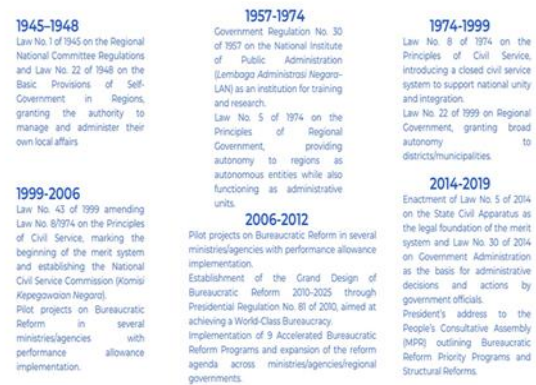 1945–1948
Law No. 1 of 1945 on the Regional
National Committee Regulations
and Law No. 22 of 1948 on the
Basic Provisions of Self-
Government in Regions,
granting the authority to
manage and administer their
own local affairs
1957-1974
Government Regulation No. 30
of 1957 on the National Institute
of Public Administration
(Lembaga Administrasi Negara–
LAN) as an institution for training
and research.
Law No. 5 of 1974 on the
Principles of Regional
Government, providing
autonomy to regions as
autonomous entities while also
functioning as administrative
units.
1974-1999
Law No. 8 of 1974 on the
Principles of Civil Service,
introducing a closed civil service
system to support national unity
and integration.
Law No. 22 of 1999 on Regional
Government, granting broad
autonomy to
districts/municipalities.
1999-2006
Law No. 43 of 1999 amending
Law No. 8/1974 on the Principles
of Civil Service, marking the
beginning of the merit system
and establishing the National
Civil Service Commission (Komisi
Kepegawaian Negara).
Pilot projects on Bureaucratic
Reform in several
ministries/agencies with
performance allowance
implementation.
2006-2012
Pilot projects on Bureaucratic Reform in several
ministries/agencies with performance allowance
implementation.
Establishment of the Grand Design of
Bureaucratic Reform 2010-2025 through
Presidential Regulation No. 81 of 2010, aimed at
achieving a World-Class Bureaucracy.
Implementation of 9 Accelerated Bureaucratic
Reform Programs and expansion of the reform
agenda across ministries/agencies/regional
governments.
2014-2019
Enactment of Law No. 5 of 2014
on the State Civil Apparatus as
the legal foundation of the merit
system and Law No. 30 of 2014
on Government Administration
as the basis for administrative
decisions and actions by
government officials.
President's address to the
People's Consultative Assembly
(MPR) outlining Bureaucratic
Reform Priority Programs and
Structural Reforms.